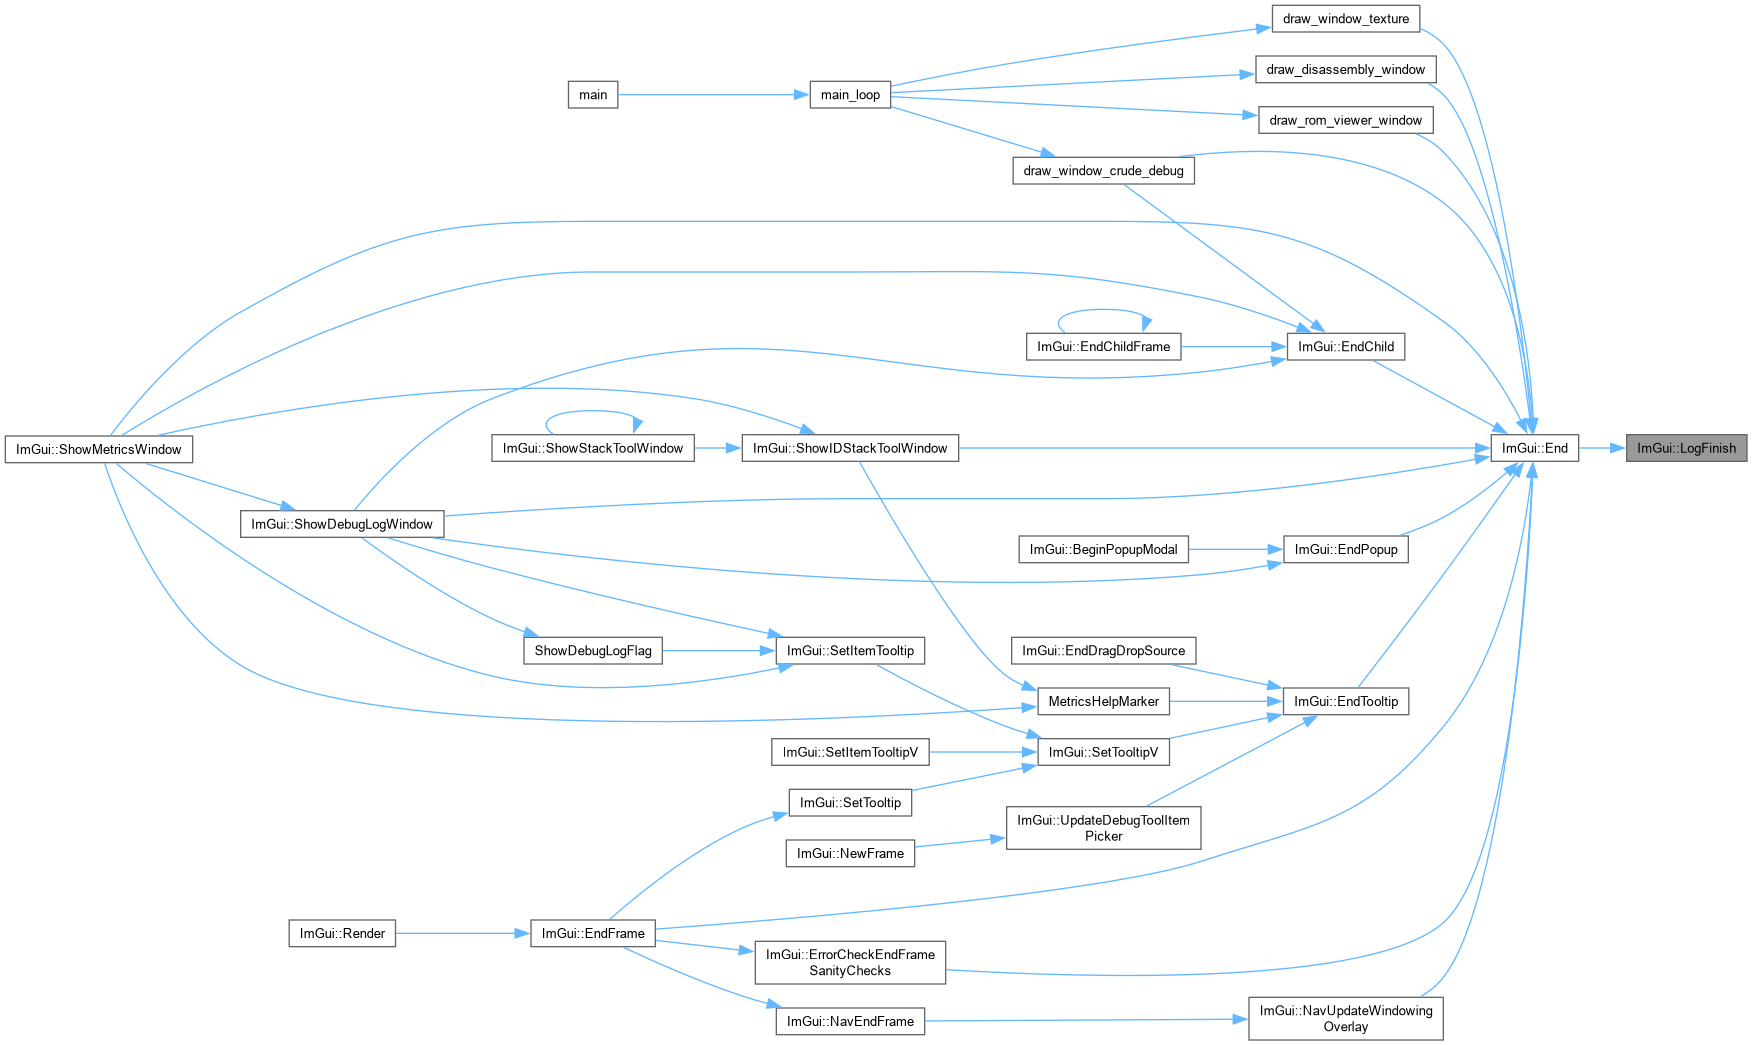 draw_window_texture
draw_disassembly_window
main
main_loop
draw_rom_viewer_window
draw_window_crude_debug
ImGui::EndChildFrame
ImGui::EndChild
ImGui::ShowMetricsWindow
ImGui::ShowStackToolWindow
ImGui::ShowIDStackToolWindow
ImGui::End
ImGui::LogFinish
ImGui::ShowDebugLogWindow
ImGui::BeginPopupModal
ImGui::EndPopup
ShowDebugLogFlag
ImGui::SetItemTooltip
ImGui::EndDragDropSource
MetricsHelpMarker
ImGui::EndTooltip
ImGui::SetItemTooltipV
ImGui::SetTooltipV
ImGui::SetTooltip
ImGui::UpdateDebugToolItem
Picker
ImGui::NewFrame
ImGui::Render
ImGui::EndFrame
ImGui::ErrorCheckEndFrame
SanityChecks
ImGui::NavEndFrame
ImGui::NavUpdateWindowing
Overlay